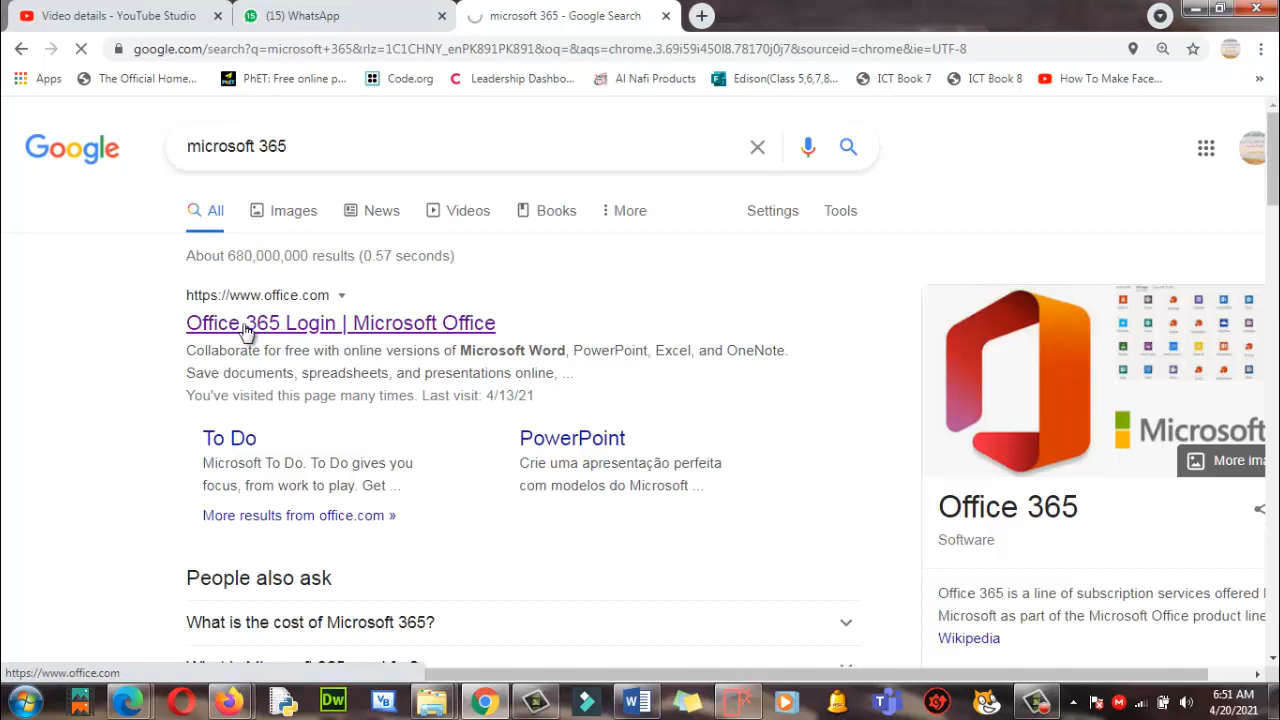 Video details - YouTube Studio
(15) WhatsApp
microsoft 365 - Google Search
google.com/search?q=microsoft+365&rlz=1C1CHNY_enPK891PK891&oq=&aqs=chrome.3.69i59i450l8.78170j0j7&sourceid=chrome&ie=UTF-8
Apps
The Official Home...
PhET: Free online p...
Code.org
Leadership Dashbo...
Al Nafi Products
Edison(Class 5,6,7,8...
ICT Book 7
ICT Book 8
How To Make Face...
»
Google
microsoft 365
All
Images
News
Videos
Books
More
Settings
Tools
About 680,000,000 results (0.57 seconds)
https://www.office.com
Office 365 Login | Microsoft Office
Collaborate for free with online versions of Microsoft Word, PowerPoint, Excel, and OneNote.
Save documents, spreadsheets, and presentations online, ...
You've visited this page many times. Last visit: 4/13/21
To Do
Microsoft To Do. To Do gives you
focus, from work to play. Get ...
PowerPoint
Crie uma apresentação perfeita
com modelos do Microsoft ...
More results from office.com »
People also ask
What is the cost of Microsoft 365?
Microsoft
More ima
Office 365
Software
Office 365 is a line of subscription services offered
Microsoft as part of the Microsoft Office product line
Wikipedia
https://www.office.com
Dw
6:51 AM
4/20/2021